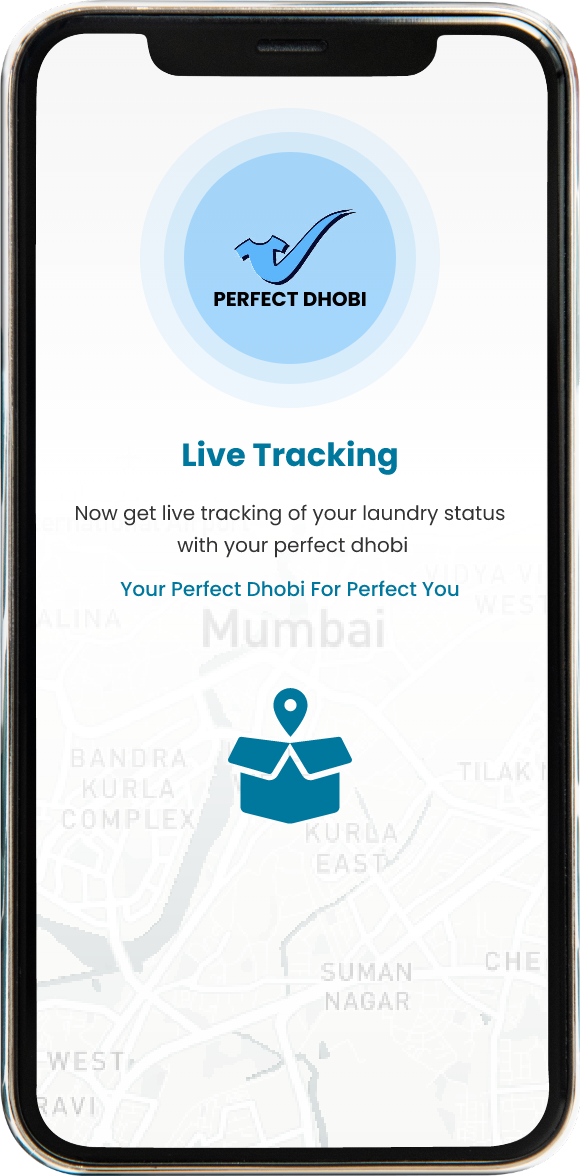 PERFECT DHOBI
Live Tracking
Now get live tracking of your laundry status
with your perfect dhobi
Your Perfect Dhobi For Perfect You
VIDYA VI
WEST
ALINA
Mumbai
BANDRA
KURLA
COMPLEX
TILAK
KURLA
EAST
SUMAN
NAGAR
CHE
WEST
RAVI